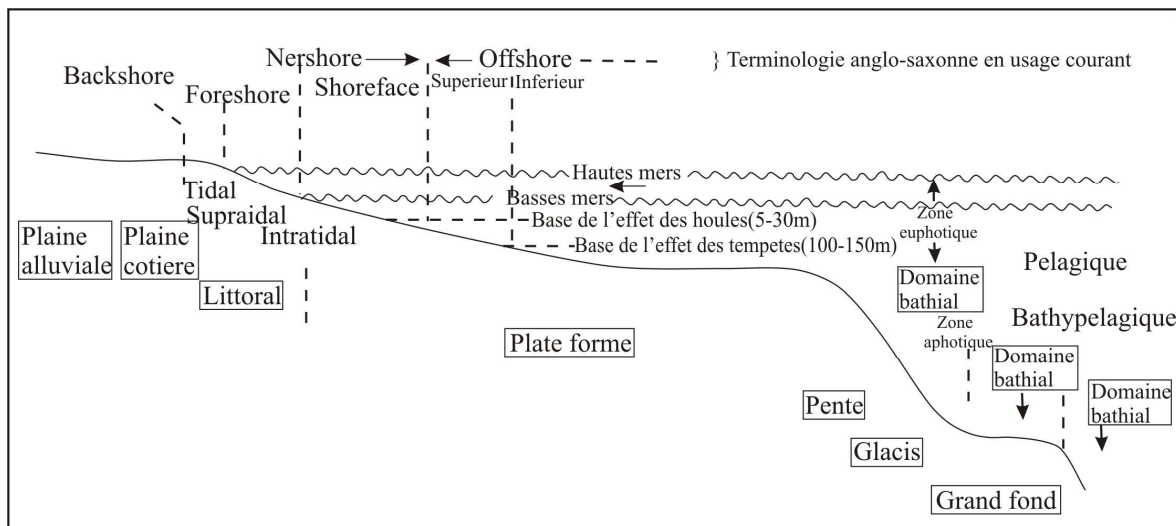 Nershore
Offshore
} Terminologie anglo-saxonne en usage courant
Backshore
Shoreface
Superieur
Inferieur
Foreshore
Hautes mers
Tidal
Supraidal
Basses mers
Intratidal
Base de l'effet des houles(5-30m)
Zone
euphotique
Base de l'effet des tempetes(100-150m)
Plaine
alluviale
Plaine
cotiere
Littoral
Pelagique
Domaine
bathial
Bathypelagique
Zone
aphotique
Plate forme
Domaine
bathial
Domaine
bathial
Pente
Glacis
Grand fond